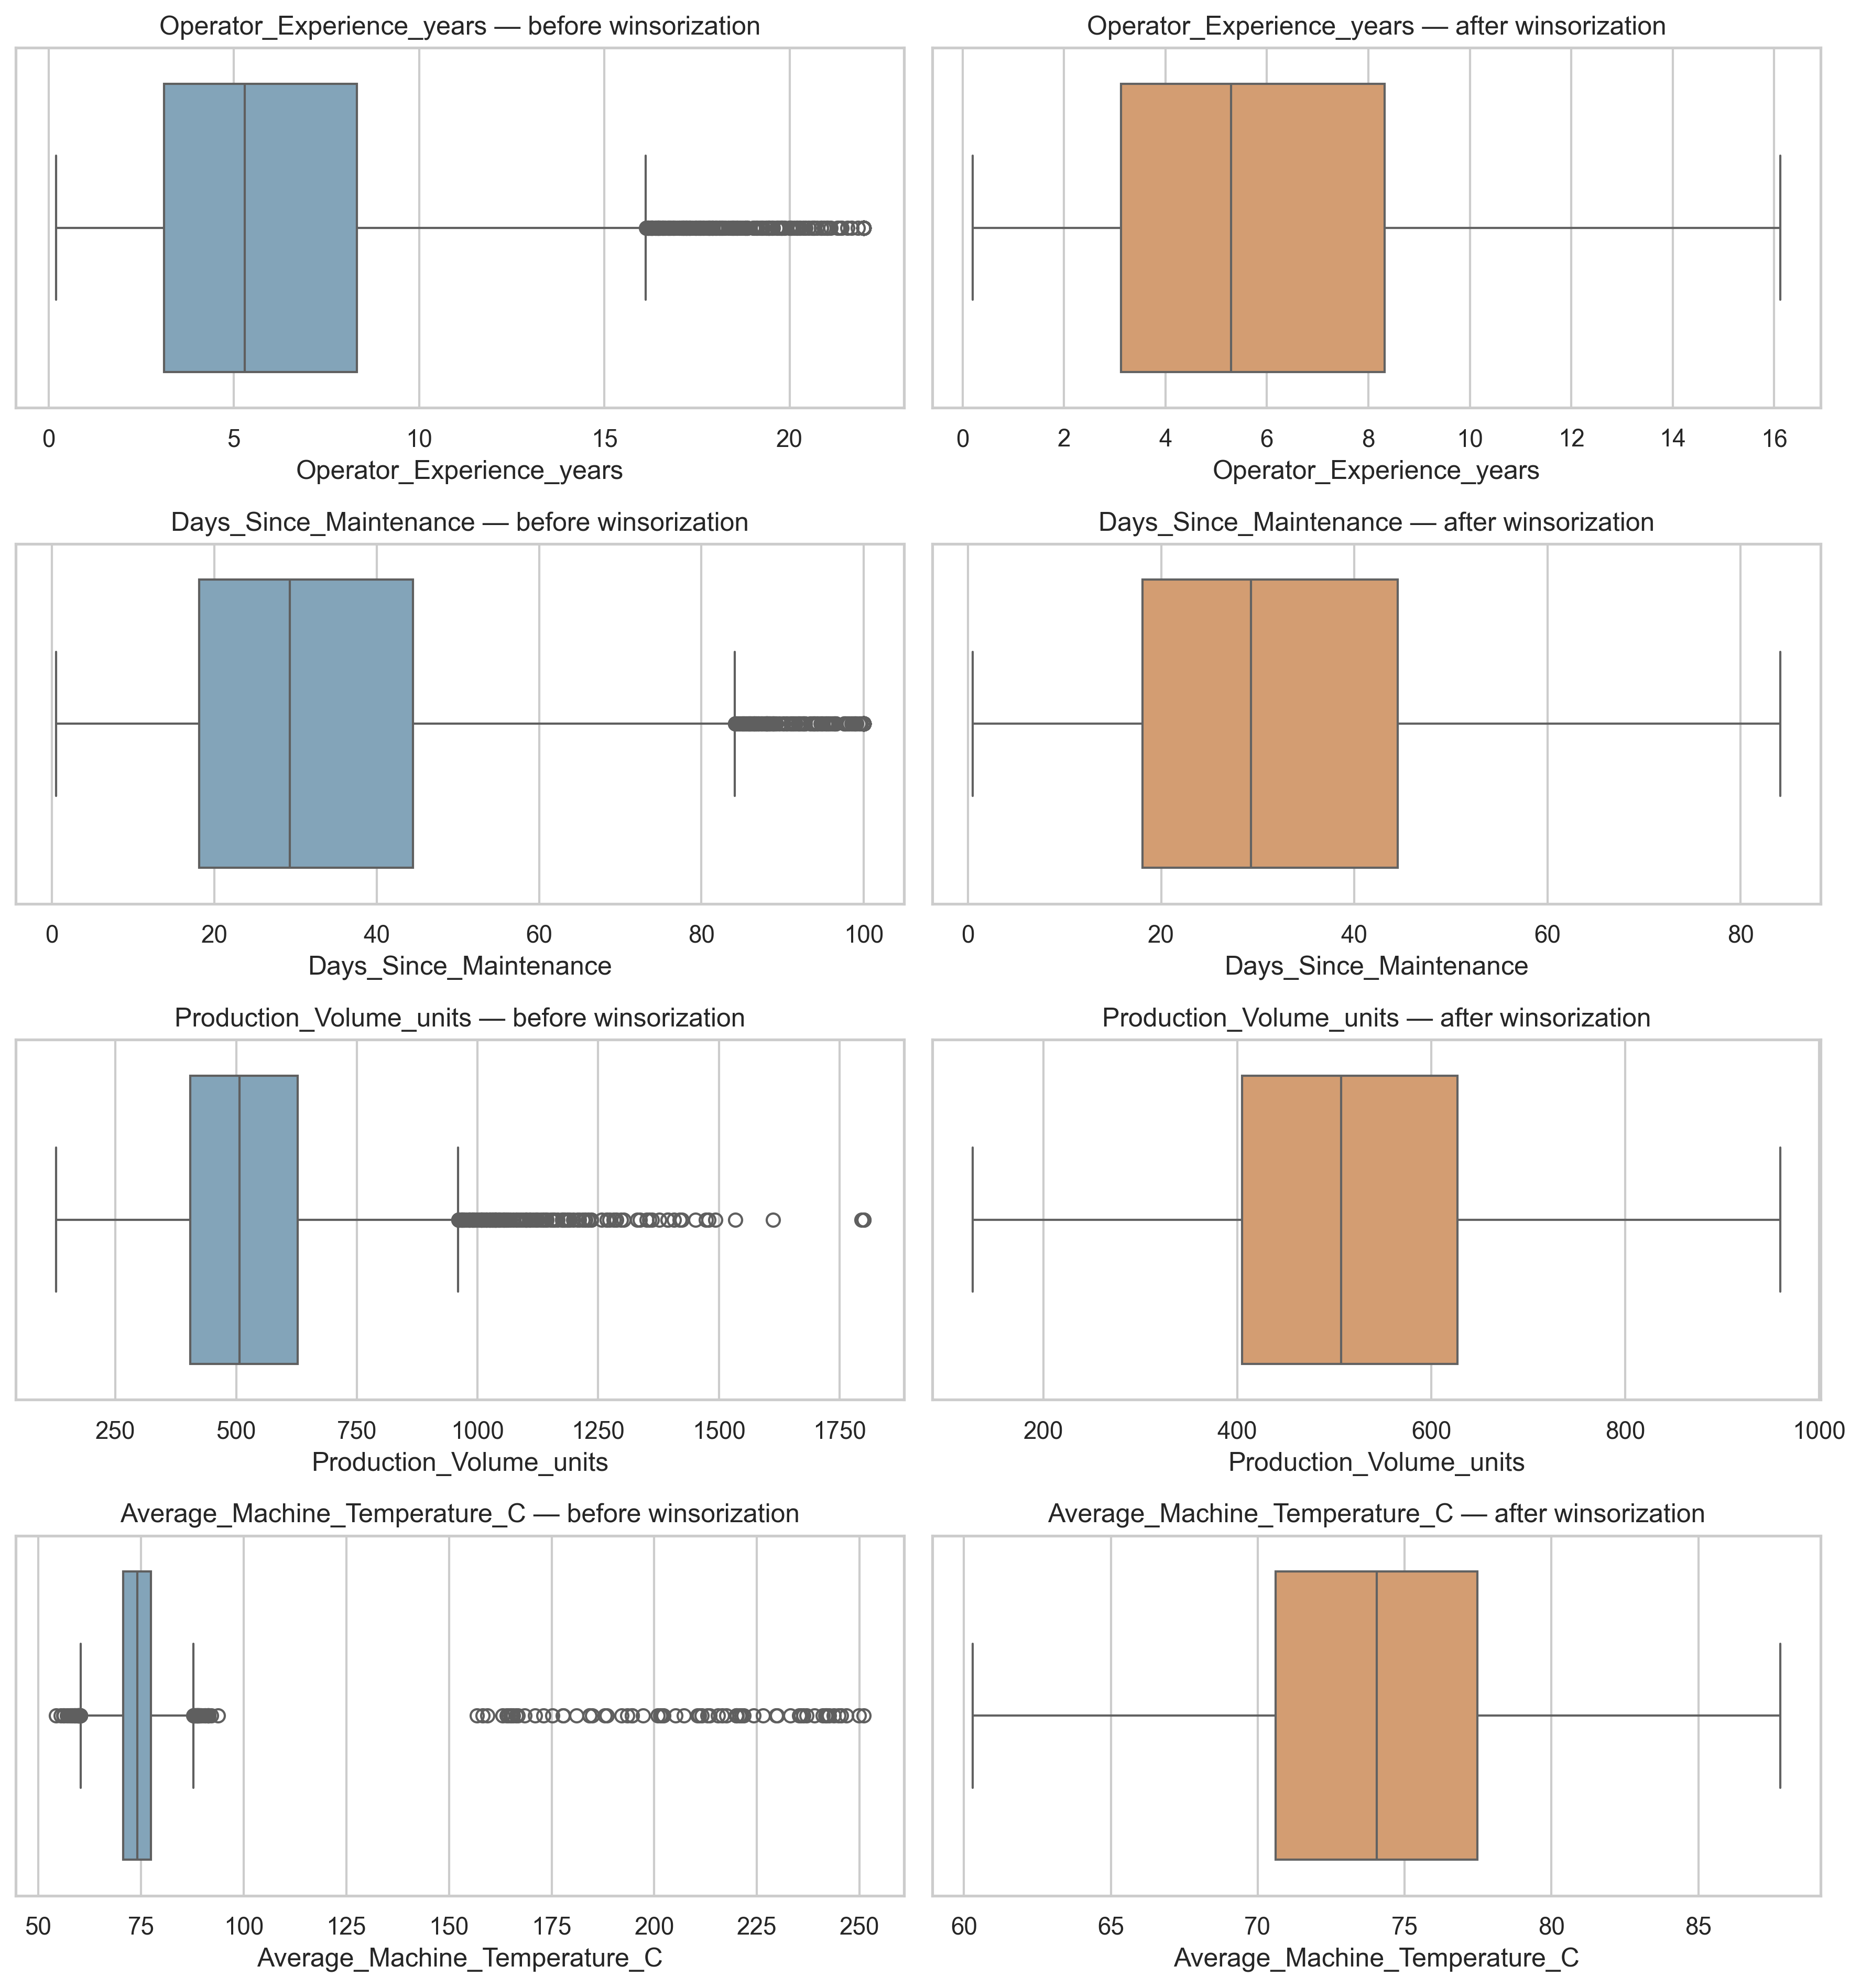 Operator_Experience_years — before winsorization
Operator_Experience_years — after winsorization
0 5 10 15 20
0 2 4 6 8 10 12 14 16
Operator_Experience_years
Operator_Experience_years
Days_Since_Maintenance — before winsorization
Days_Since_Maintenance — after winsorization
0 20 40 60 80 100
0 20 40 60 80
Days_Since_Maintenance
Days_Since_Maintenance
Production_Volume_units — before winsorization
Production_Volume_units — after winsorization
250 500 750 1000 1250 1500 1750
200 400 600 800 1000
Production_Volume_units
Production_Volume_units
Average_Machine_Temperature_C — before winsorization
Average_Machine_Temperature_C — after winsorization
50 75 100 125 150 175 200 225 250
60 65 70 75 80 85
Average_Machine_Temperature_C
Average_Machine_Temperature_C